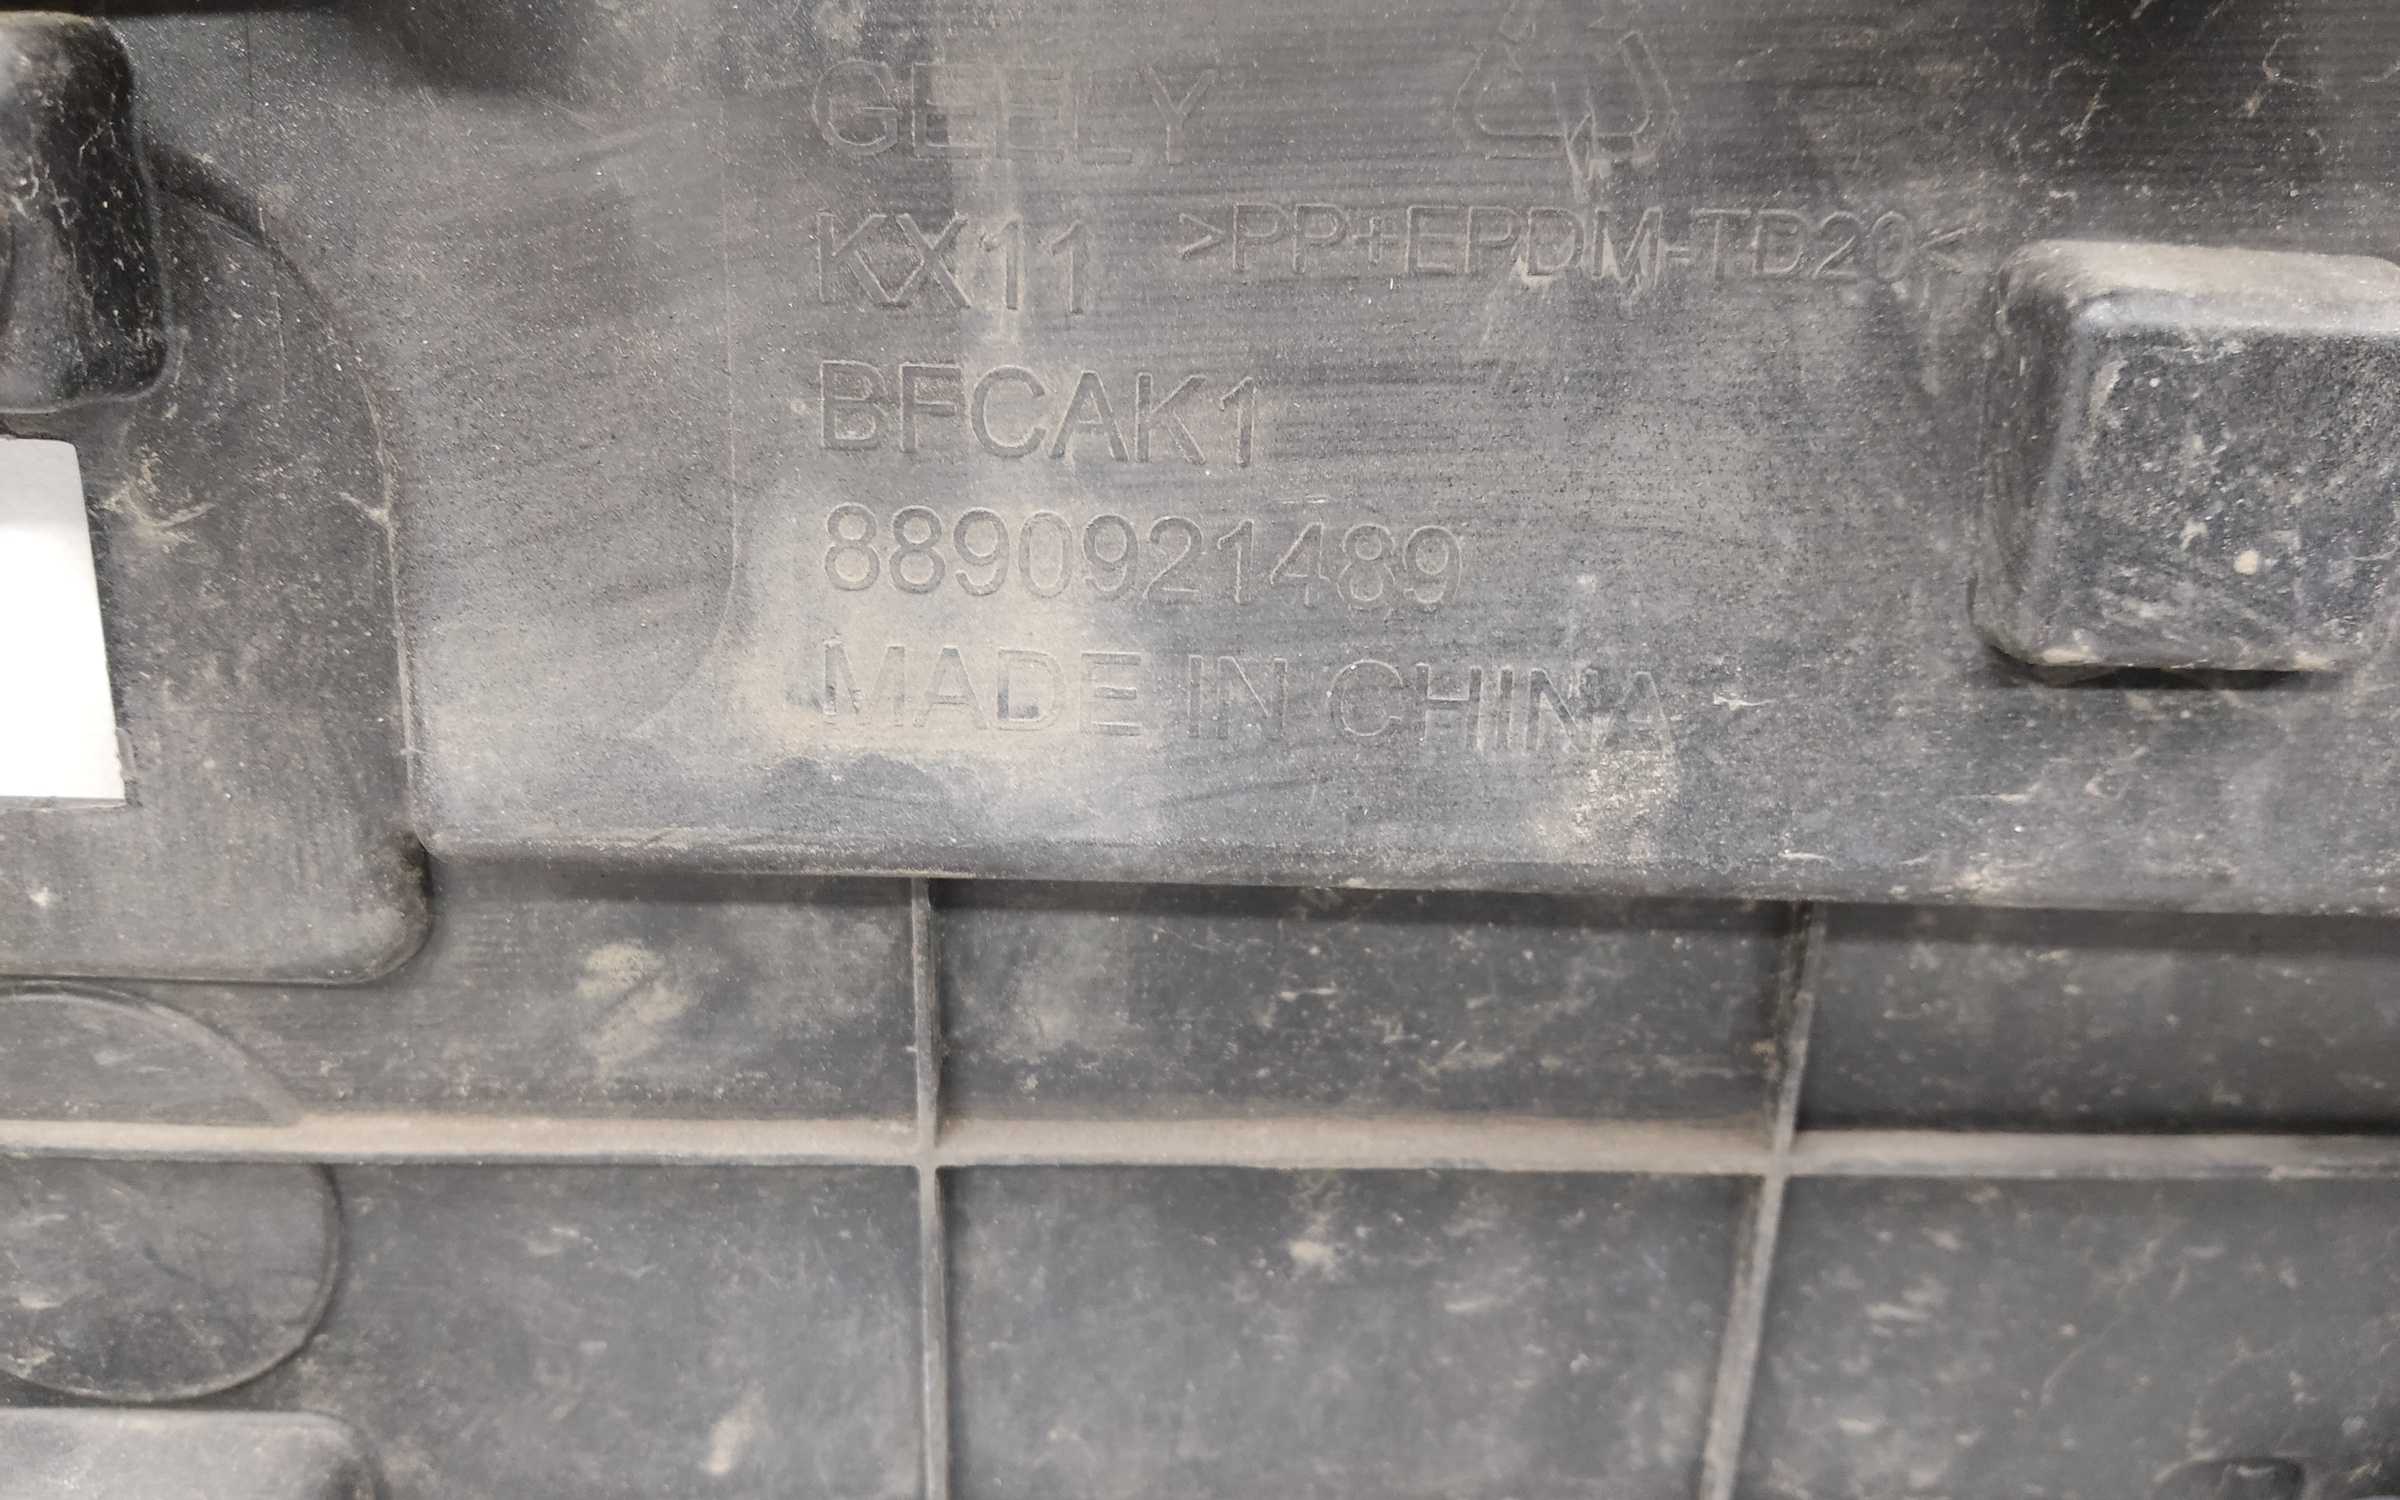 GEELY
KX11 >PP+EPDM-TD20<
BFCAK1
8890921489
MADE IN CHINA